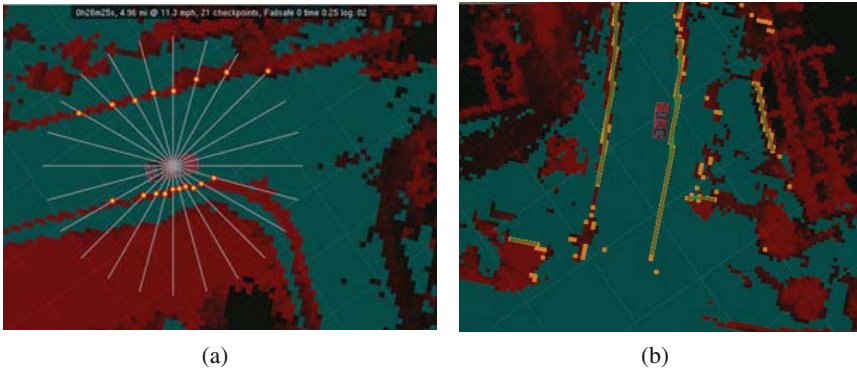 0h26m25s, 4.96 mi @ 11.3 mph, 21 checkpoints, Failsafe 0 time 0.25 log: 02
(a)
(b)